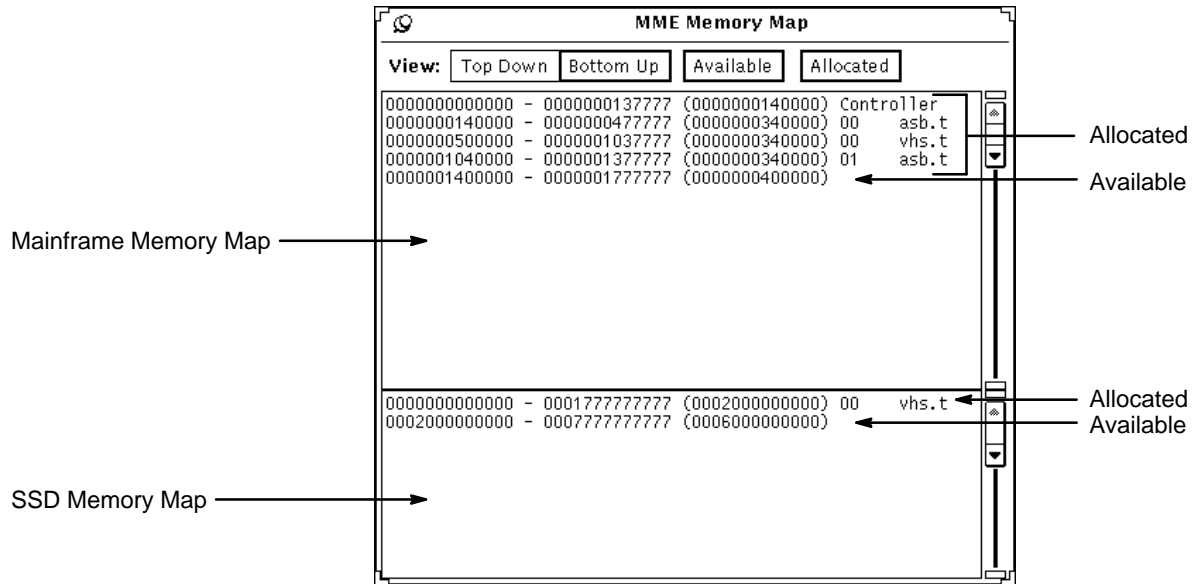 MME Memory Map
View: Top Down Bottom Up Available Allocated
0000000000000 - 0000000137777 (0000000140000) Controller
0000000140000 - 0000000477777 (0000000340000) 00 asb.t
0000000500000 - 0000001037777 (0000000340000) 00 vhs.t
0000001040000 - 0000001377777 (0000000340000) 01 asb.t
0000001400000 - 0000001777777 (0000000400000)
Allocated
Available
Mainframe Memory Map
0000000000000 - 0001777777777 (0002000000000) 00 vhs.t
0002000000000 - 0007777777777 (0006000000000)
Allocated
Available
SSD Memory Map